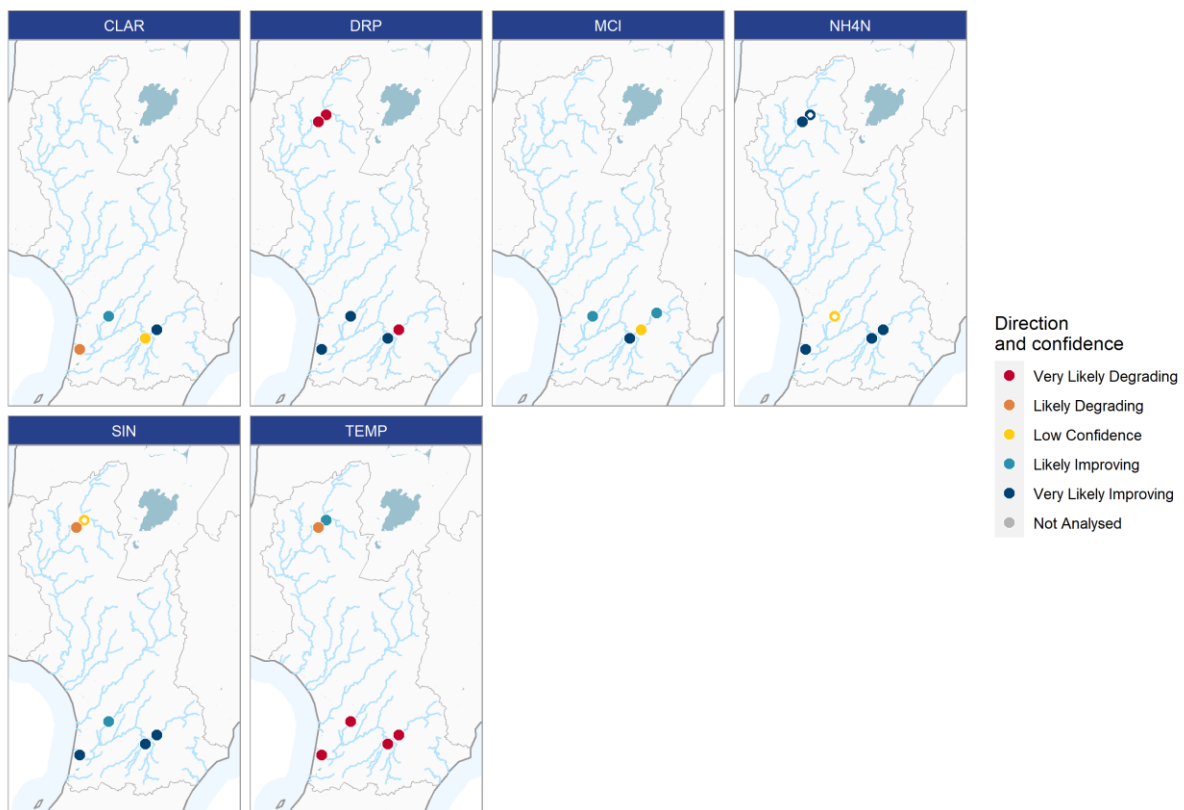 CLAR
DRP
MCI
NH4N
SIN
TEMP
Direction
and confidence
Very Likely Degrading
Likely Degrading
Low Confidence
Likely Improving
Very Likely Improving
Not Analysed